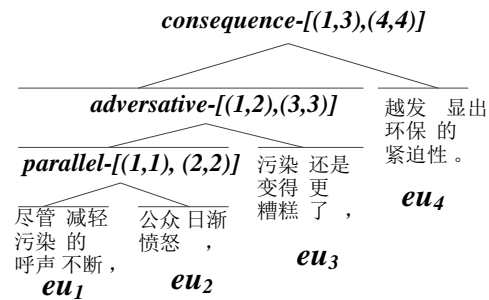 consequence-[(1,3),(4,4)]
adversative-[(1,2),(3,3)]
越发 显出
环保 的
紧迫性 。
eu4
parallel-[(1,1), (2,2)]
污染 还是
变得 更
糟糕 了 ，
eu3
尽管 减轻
污染 的
呼声 不断 ，
eu1
公众 日渐
愤怒 ，
eu2